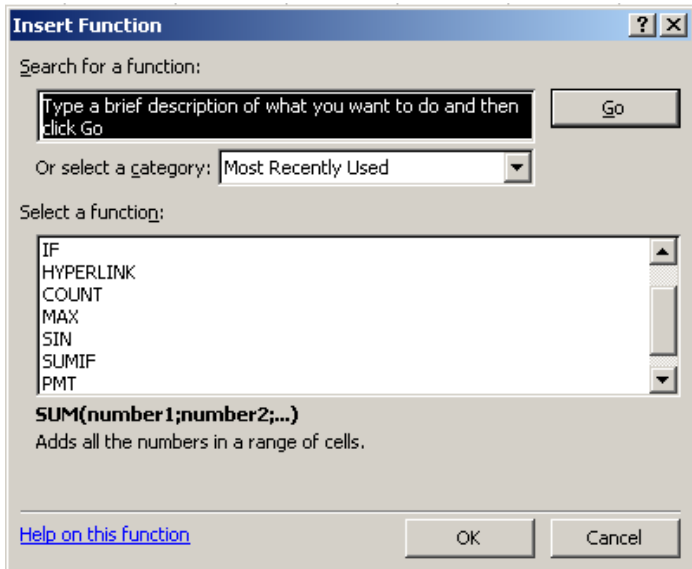 Insert Function
Search for a function:
Type a brief description of what you want to do and then
click Go
Go
Or select a category: Most Recently Used
Select a function:
IF
HYPERLINK
COUNT
MAX
SIN
SUMIF
PMT
SUM(number1;number2;...)
Adds all the numbers in a range of cells.
Help on this function
OK
Cancel